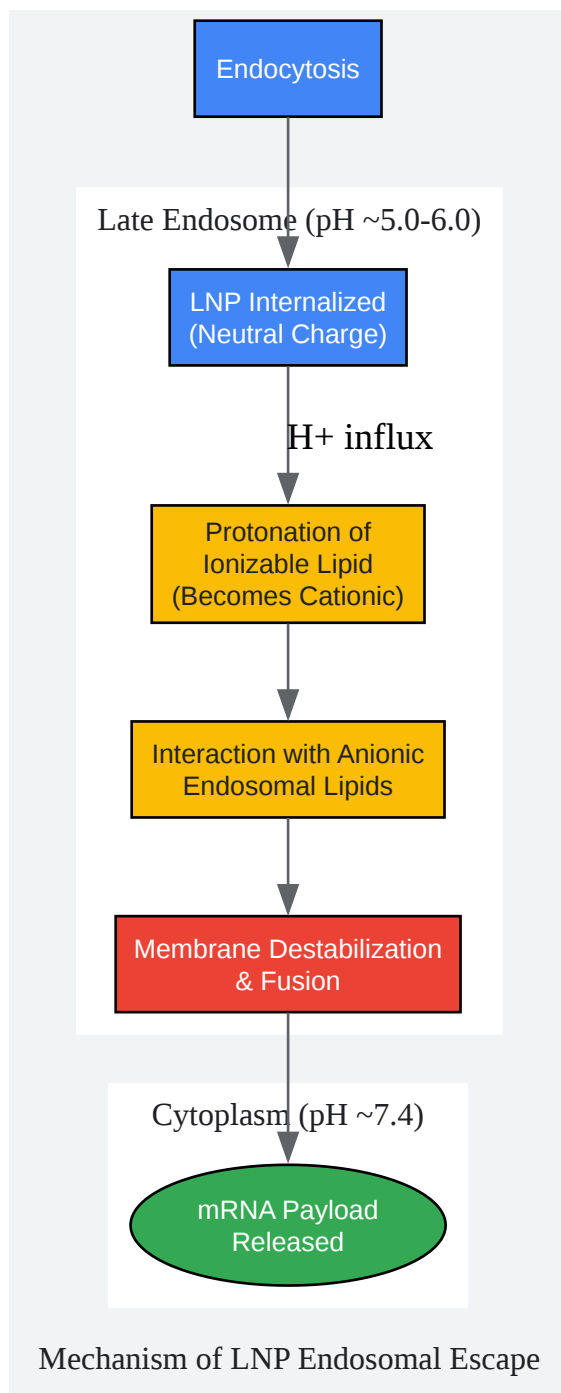 Endocytosis
Late Endosome (pH ~5.0-6.0)
LNP Internalized
(Neutral Charge)
H+ influx
Protonation of
Ionizable Lipid
(Becomes Cationic)
Interaction with Anionic
Endosomal Lipids
Membrane Destabilization
& Fusion
Cytoplasm (pH ~7.4)
mRNA Payload
Released
Mechanism of LNP Endosomal Escape